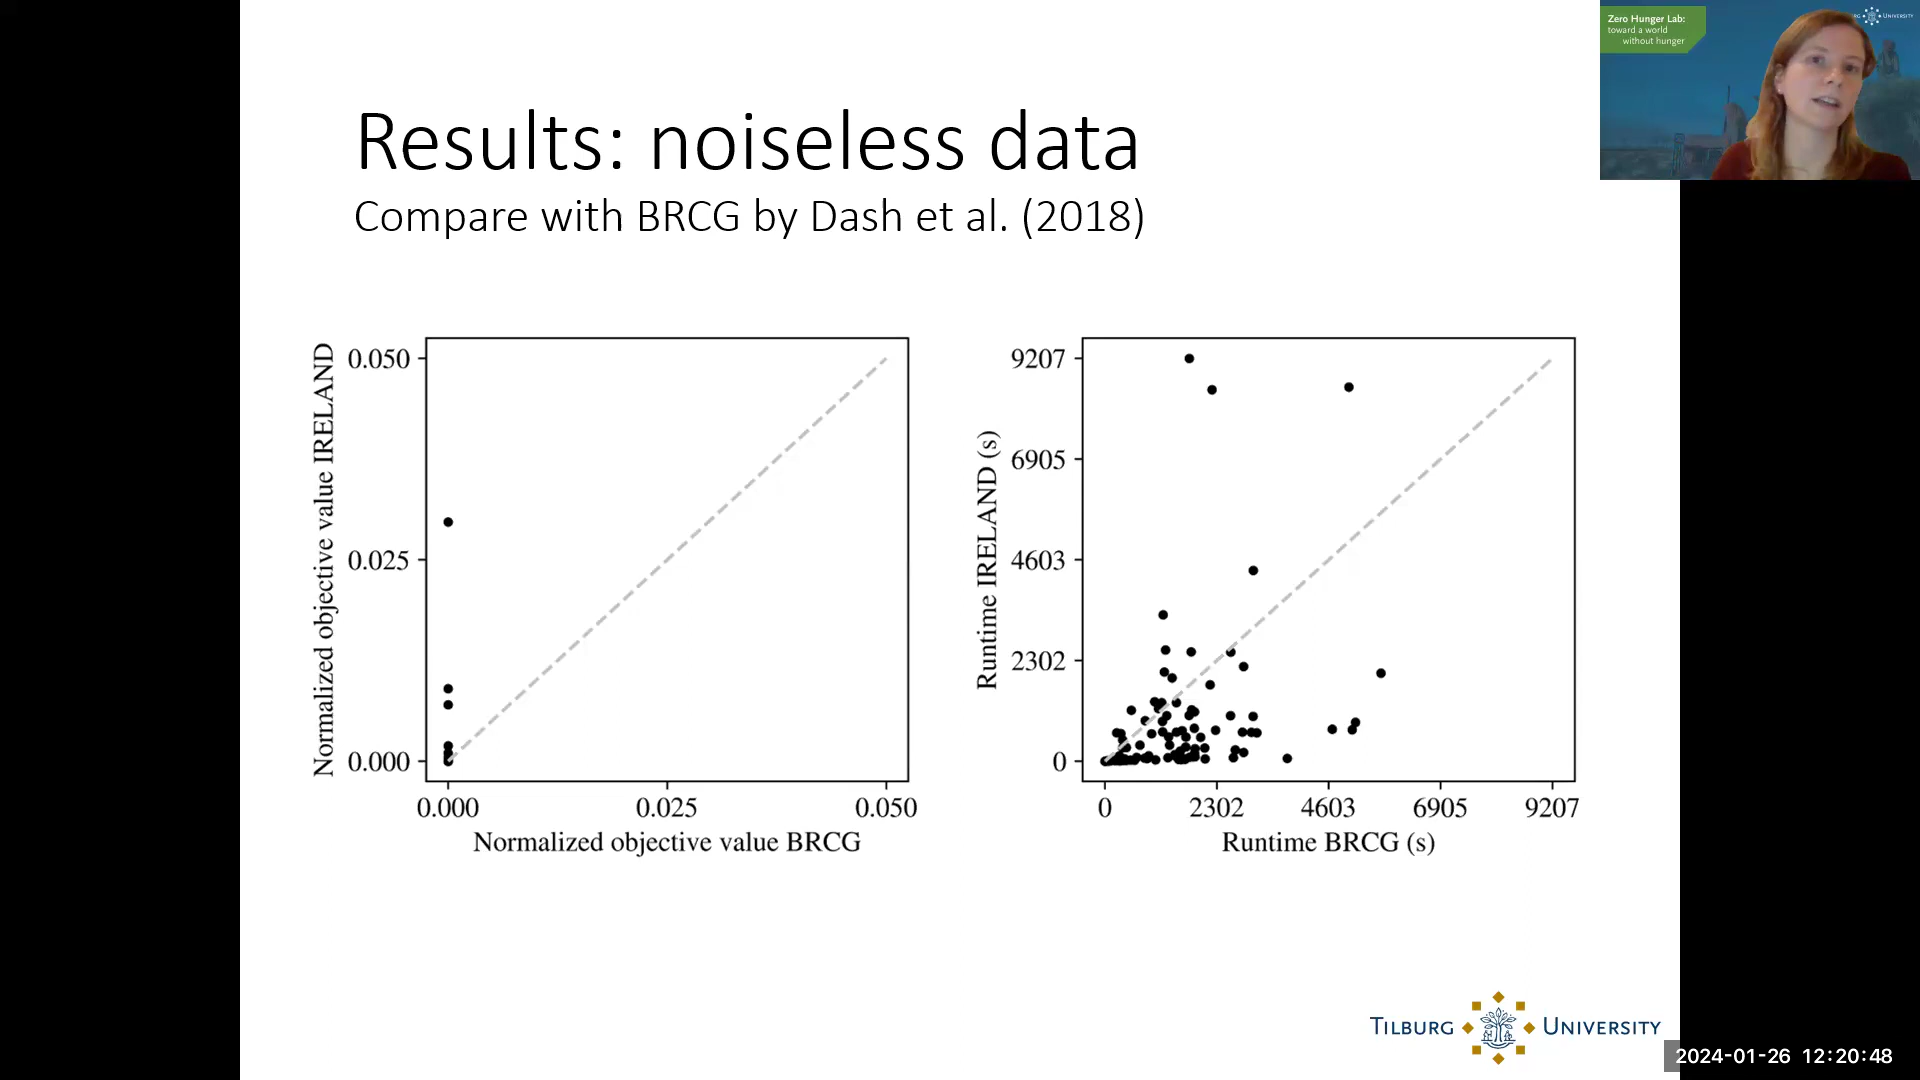 Zero Hunger Lab:
toward a world
without hunger
UNIVERSITY
Results: noiseless data
Compare with BRCG by Dash et al. (2018)
Normalized objective value IRELAND
0.050
0.025
0.000
0.000 0.025 0.050
Normalized objective value BRCG
Runtime IRELAND (s)
9207
6905
4603
2302
0
0 2302 4603 6905 9207
Runtime BRCG (s)
TILBURG UNIVERSITY
2024-01-26 12:20:48